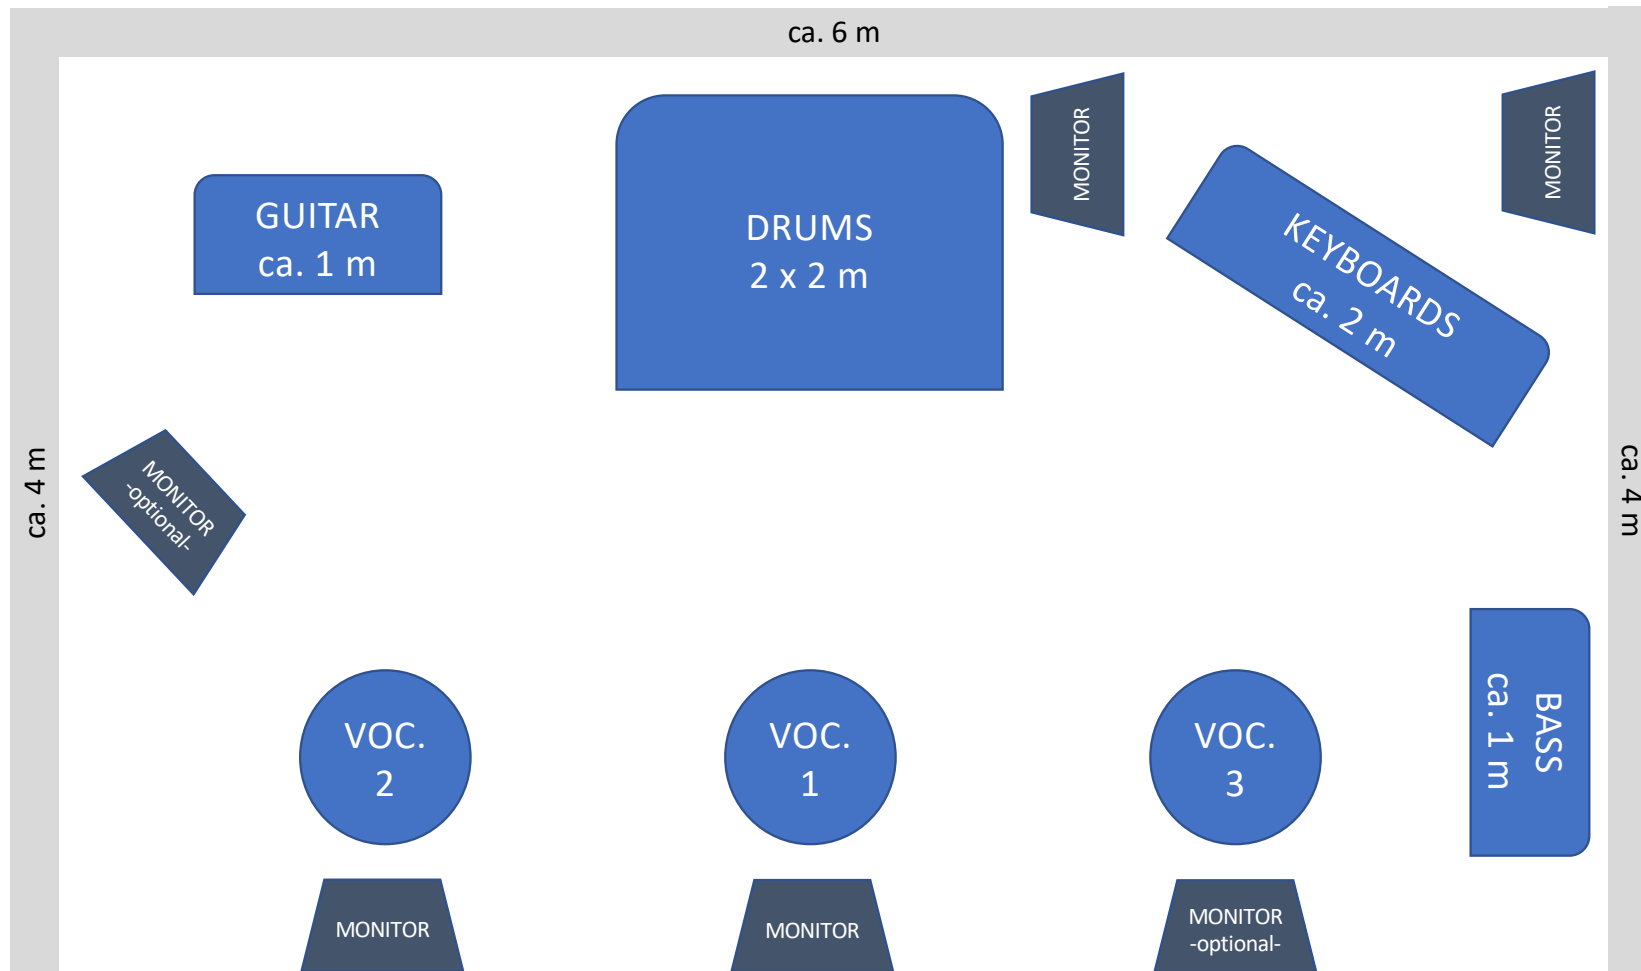 ca. 6 m
MONITOR
MONITOR
GUITAR
ca. 1 m
DRUMS
2 x 2 m
KEYBOARDS
ca. 2 m
ca. 4 m
MONITOR
-optional-
ca. 4 m
VOC.
2
VOC.
1
VOC.
3
BASS
ca. 1 m
MONITOR
MONITOR
MONITOR
-optional-